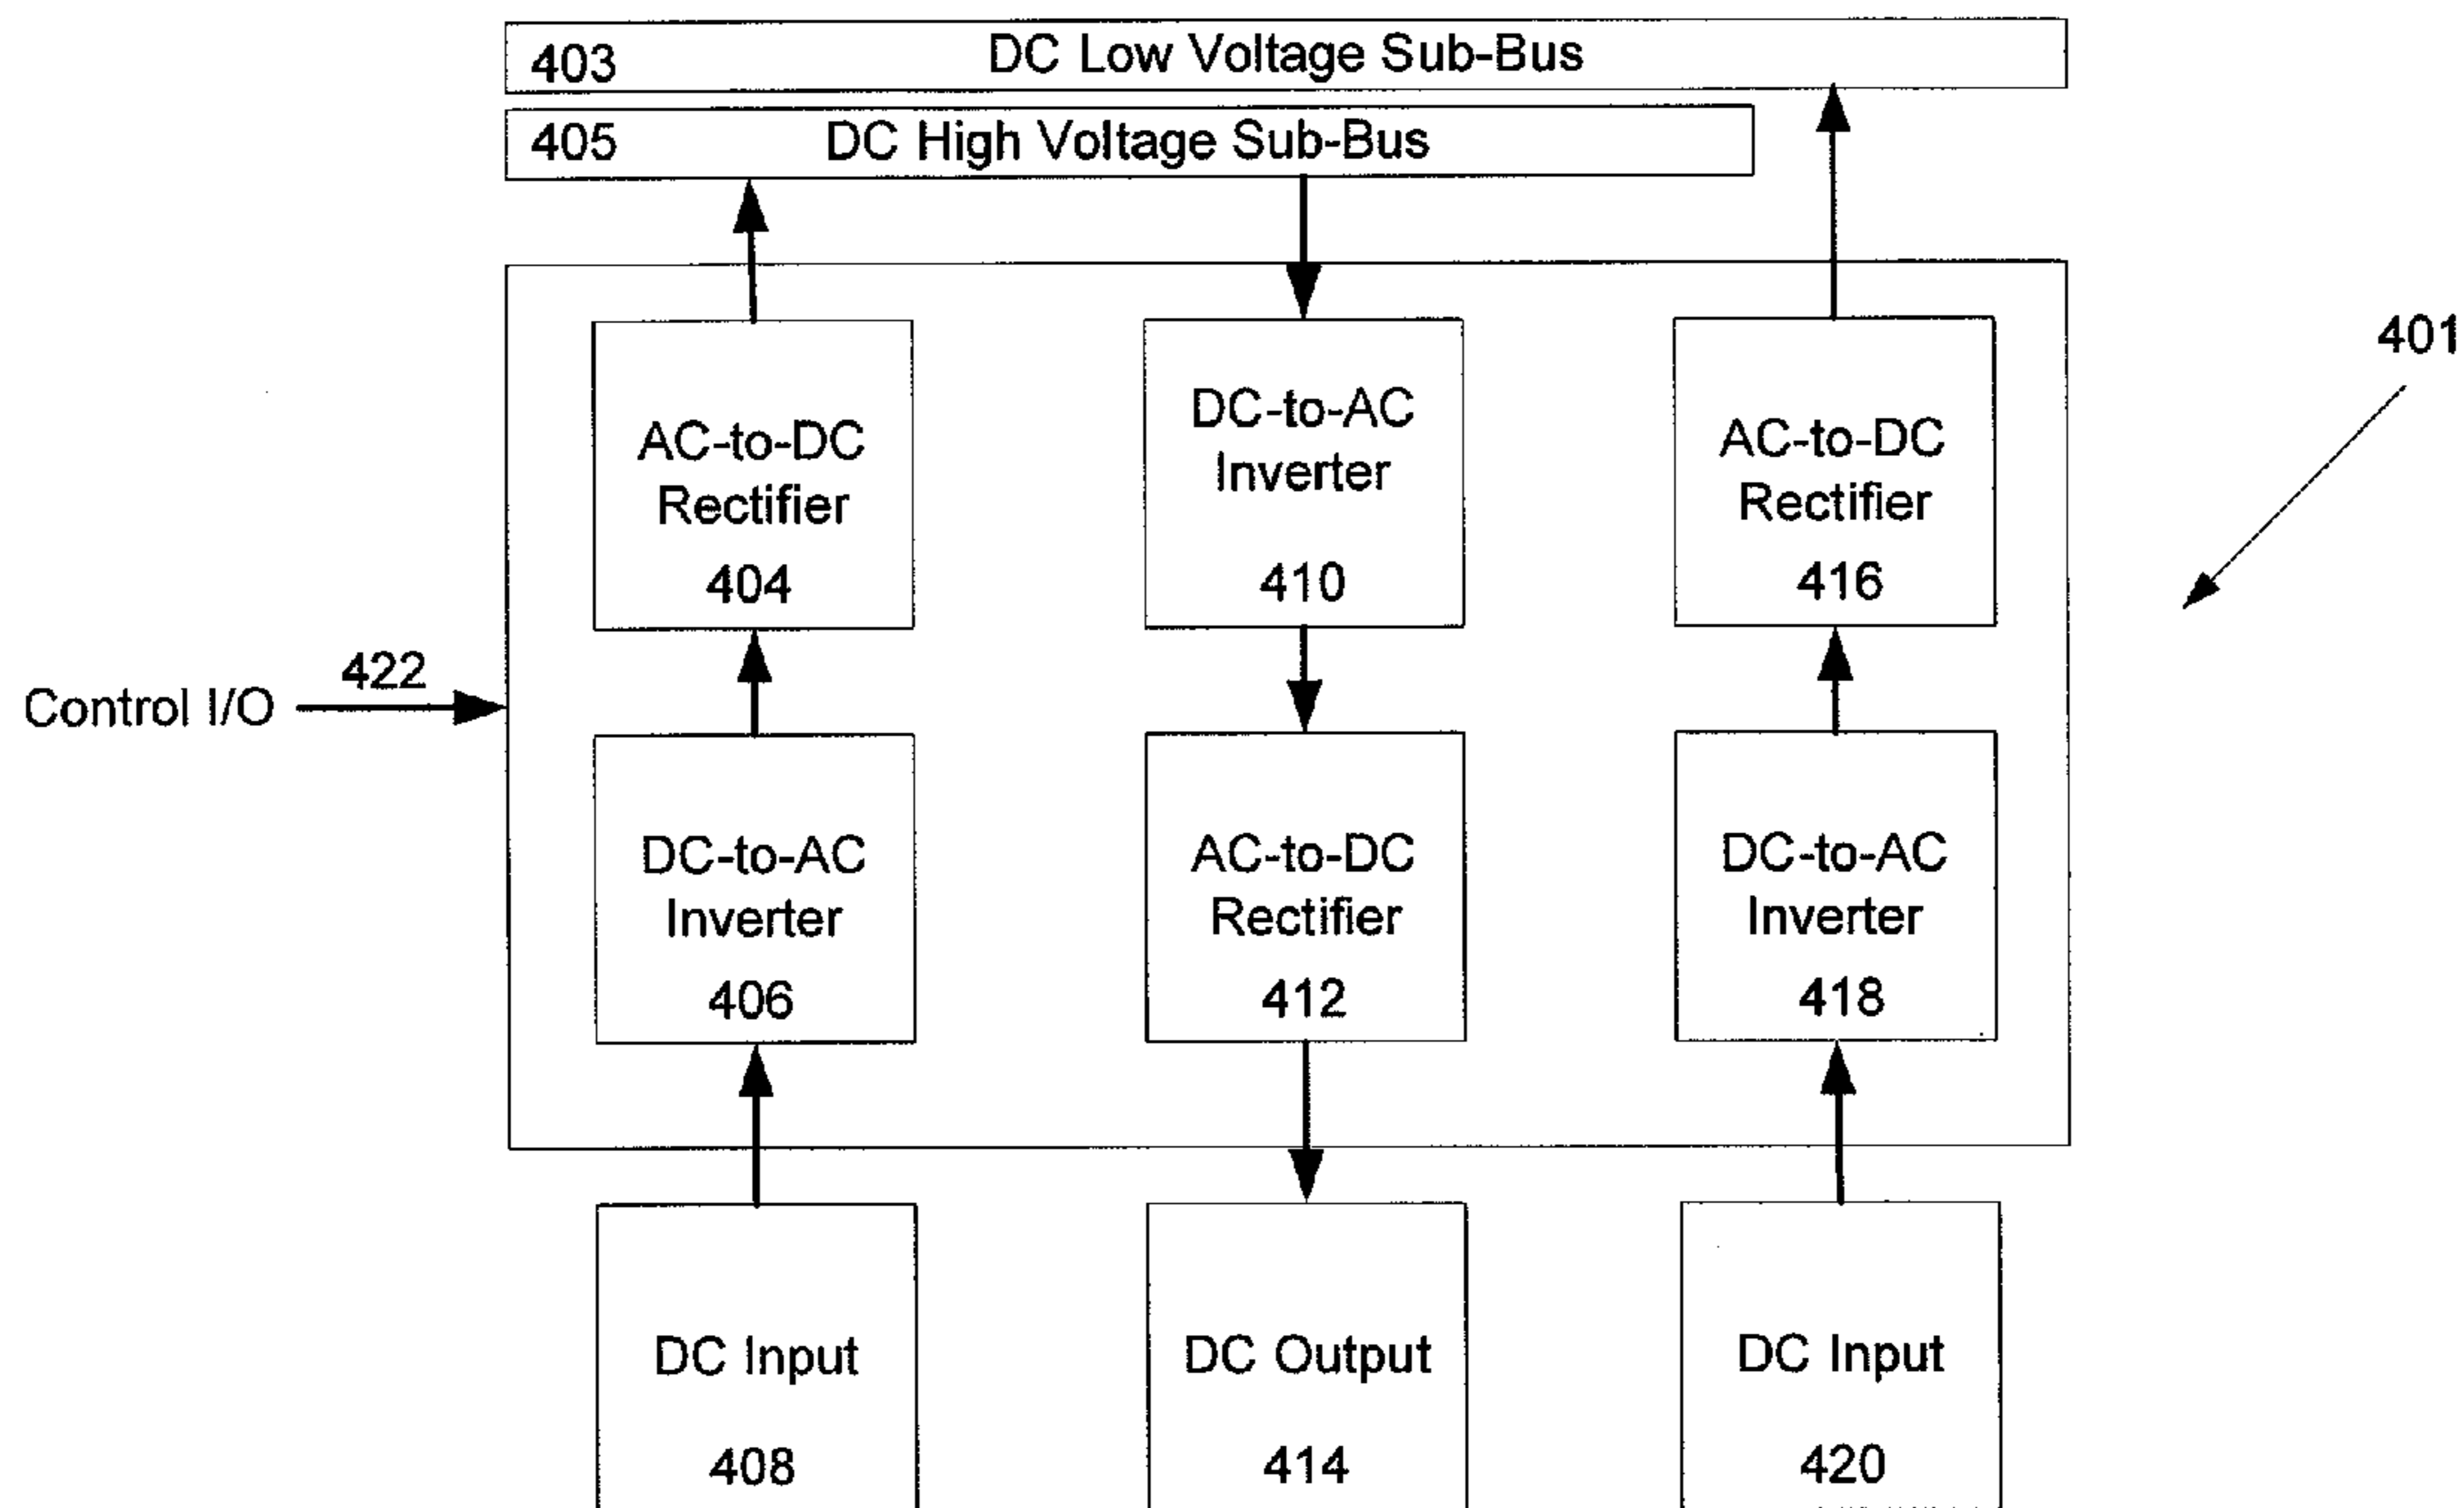 403 DC Low Voltage Sub-Bus
405 DC High Voltage Sub-Bus
401
AC-to-DC
Rectifier
404
DC-to-AC
Inverter
410
AC-to-DC
Rectifier
416
422
Control I/O
DC-to-AC
Inverter
406
AC-to-DC
Rectifier
412
DC-to-AC
Inverter
418
DC Input
408
DC Output
414
DC Input
420